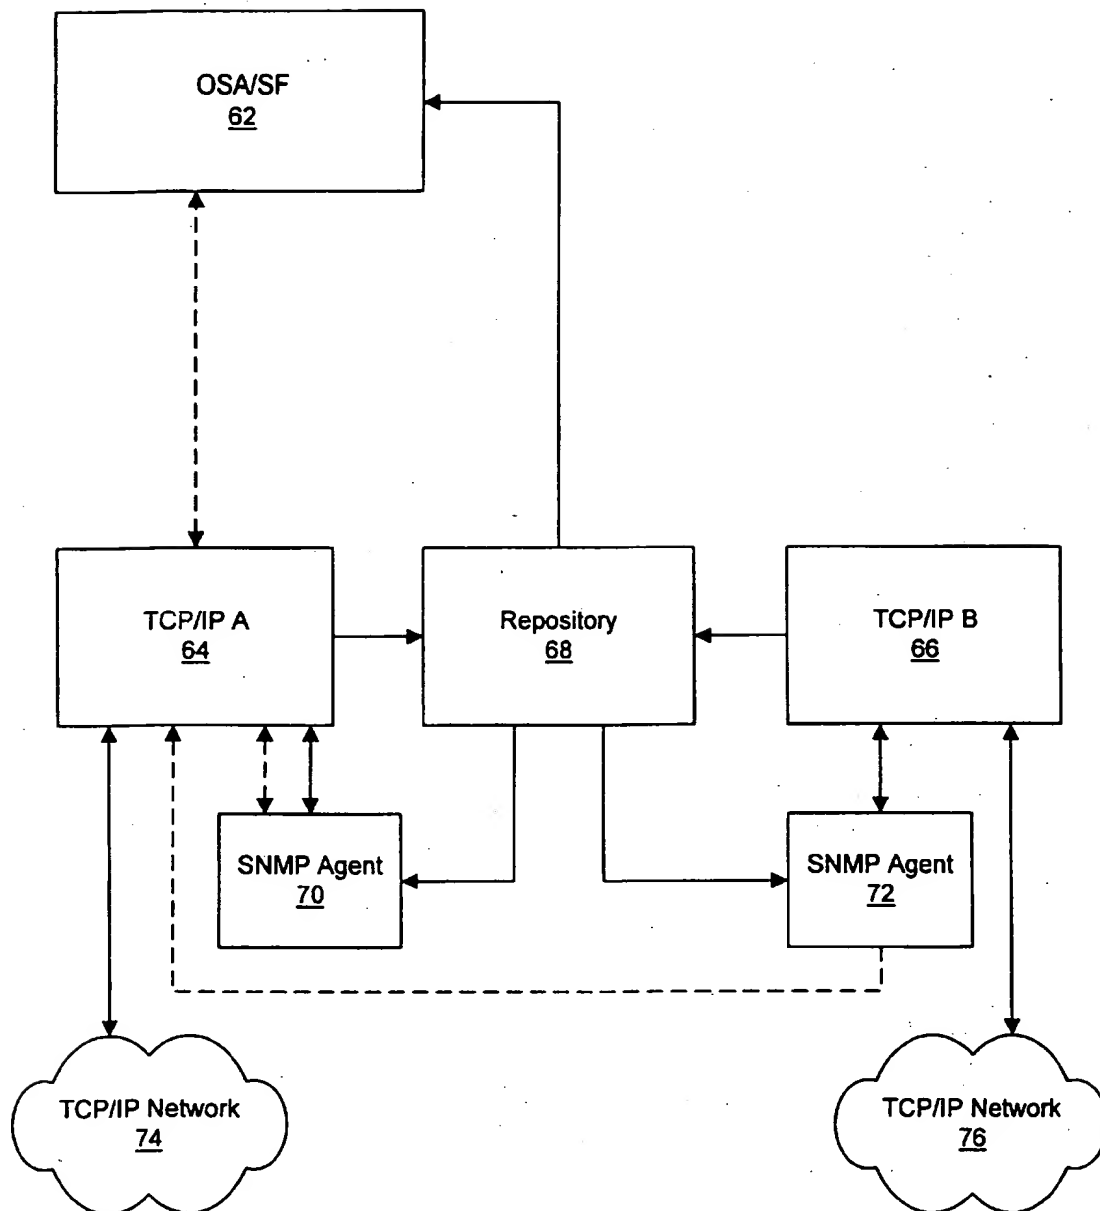 OSA/SF
62
TCP/IP A
64
Repository
68
TCP/IP B
66
SNMP Agent
70
SNMP Agent
72
TCP/IP Network
74
TCP/IP Network
76